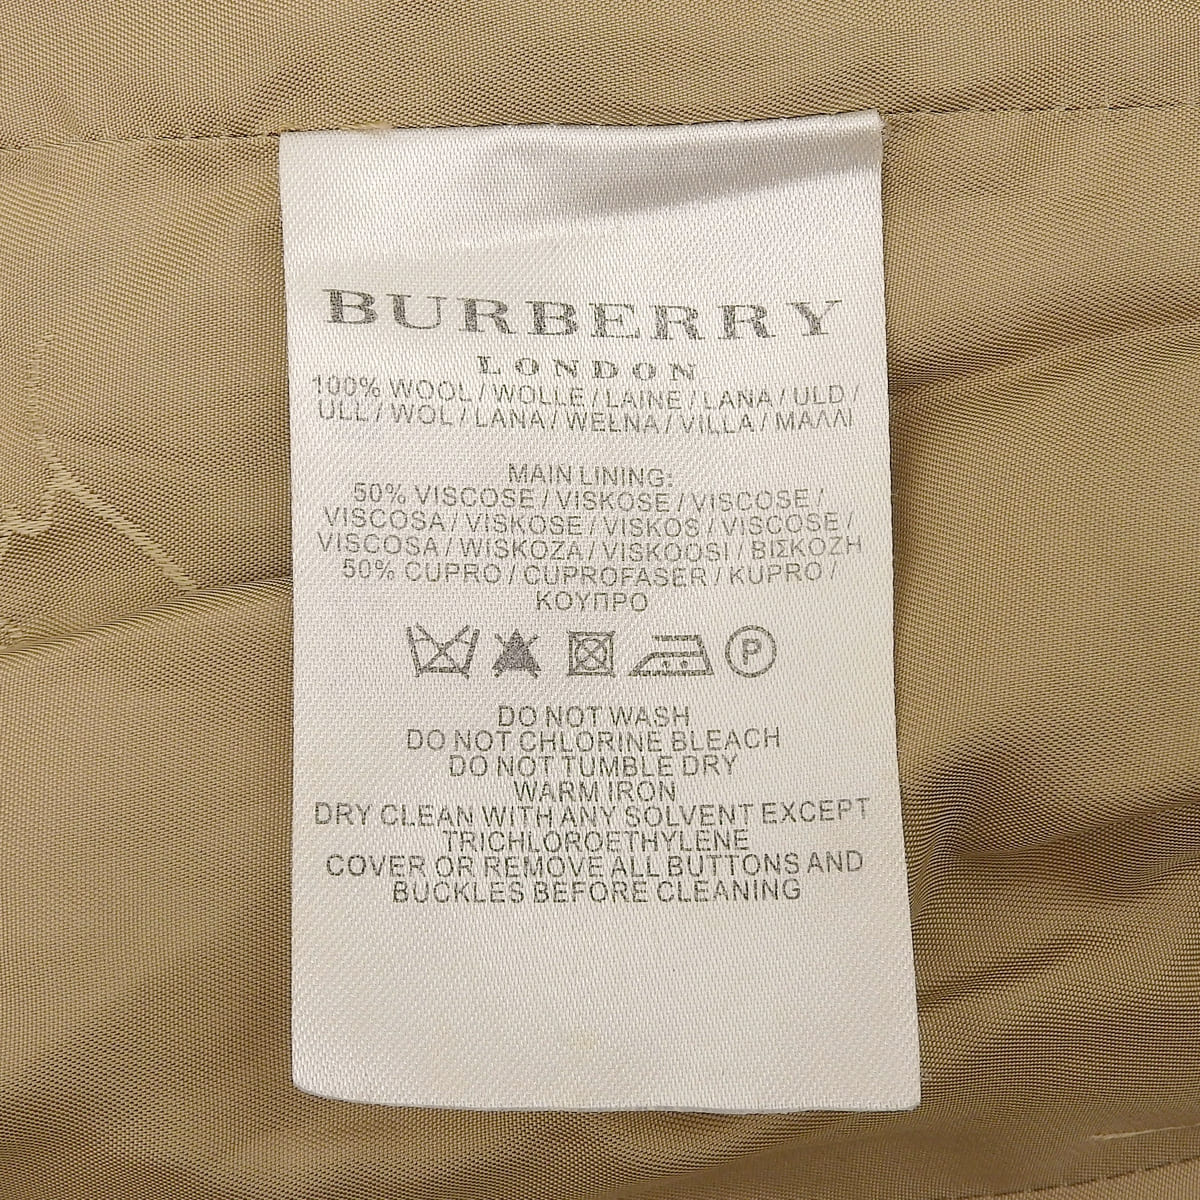 BURBERRY
LONDON
100% WOOL / WOLLE / LAINE / LANA / ULD /
ULL / WOL / LANA / WEŁNA / VILLA / ΜΑΛΛΙ
MAIN LINING:
50% VISCOSE / VISKOSE / VISCOSE /
VISCOSA / VISKOSE / VISKOS / VISCOSE /
VISCOSA / WISKOZA / VISKOOSI / ΒΙΣΚΟΖΗ
50% CUPRO / CUPROFASER / KUPRO /
ΚΟΥΠΡΟ
P
DO NOT WASH
DO NOT CHLORINE BLEACH
DO NOT TUMBLE DRY
WARM IRON
DRY CLEAN WITH ANY SOLVENT EXCEPT
TRICHLOROETHYLENE
COVER OR REMOVE ALL BUTTONS AND
BUCKLES BEFORE CLEANING